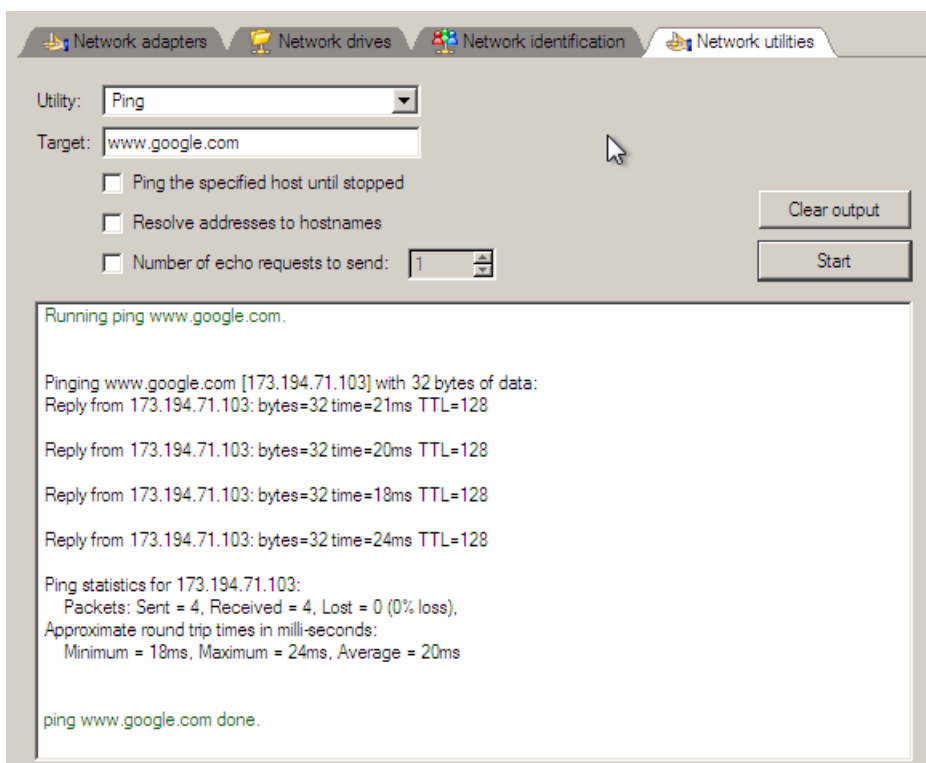 Network adapters Network drives Network identification Network utilities
Utility: Ping
Target: www.google.com
Ping the specified host until stopped
Resolve addresses to hostnames
Clear output
Number of echo requests to send: 1
Start
Running ping www.google.com.
Pinging www.google.com [173.194.71.103] with 32 bytes of data:
Reply from 173.194.71.103: bytes=32 time=21ms TTL=128
Reply from 173.194.71.103: bytes=32 time=20ms TTL=128
Reply from 173.194.71.103: bytes=32 time=18ms TTL=128
Reply from 173.194.71.103: bytes=32 time=24ms TTL=128
Ping statistics for 173.194.71.103:
Packets: Sent = 4, Received = 4, Lost = 0 (0% loss),
Approximate round trip times in milli-seconds:
Minimum = 18ms, Maximum = 24ms, Average = 20ms
ping www.google.com done.